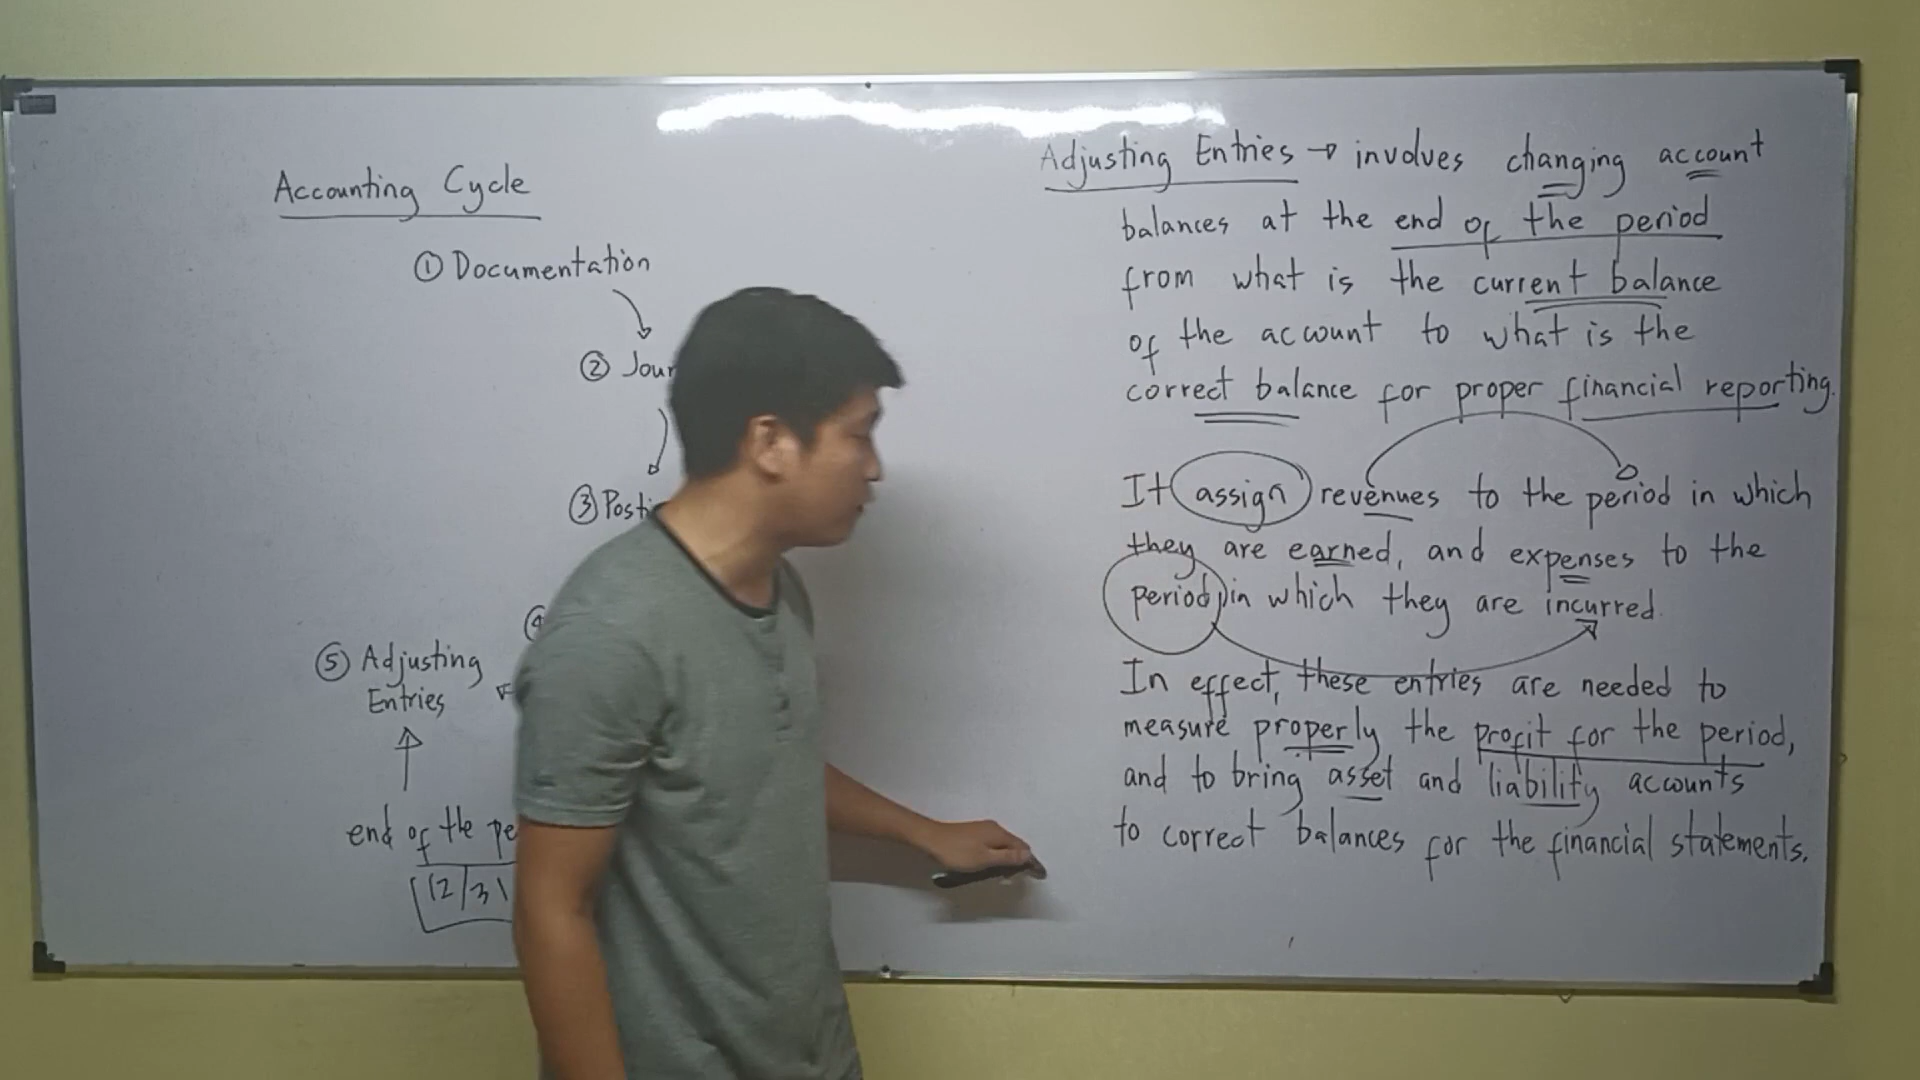 Accounting Cycle
① Documentation
②
③
④
⑤ Adjusting
Entries
end of the
12/31
Adjusting Entries → involves changing account
balances at the end of the period
from what is the current balance
of the account to what is the
correct balance for proper financial reporting.
It assign revenues to the period in which
they are earned, and expenses to the
period in which they are incurred.
In effect, these entries are needed to
measure properly the profit for the period,
and to bring asset and liability accounts
to correct balances for the financial statements.